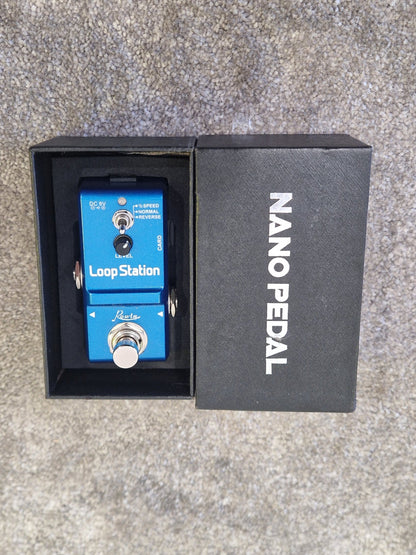 DC 9V
½ SPEED
NORMAL
REVERSE
LEVEL
CARD
Loop Station
Rowin
NANO PEDAL